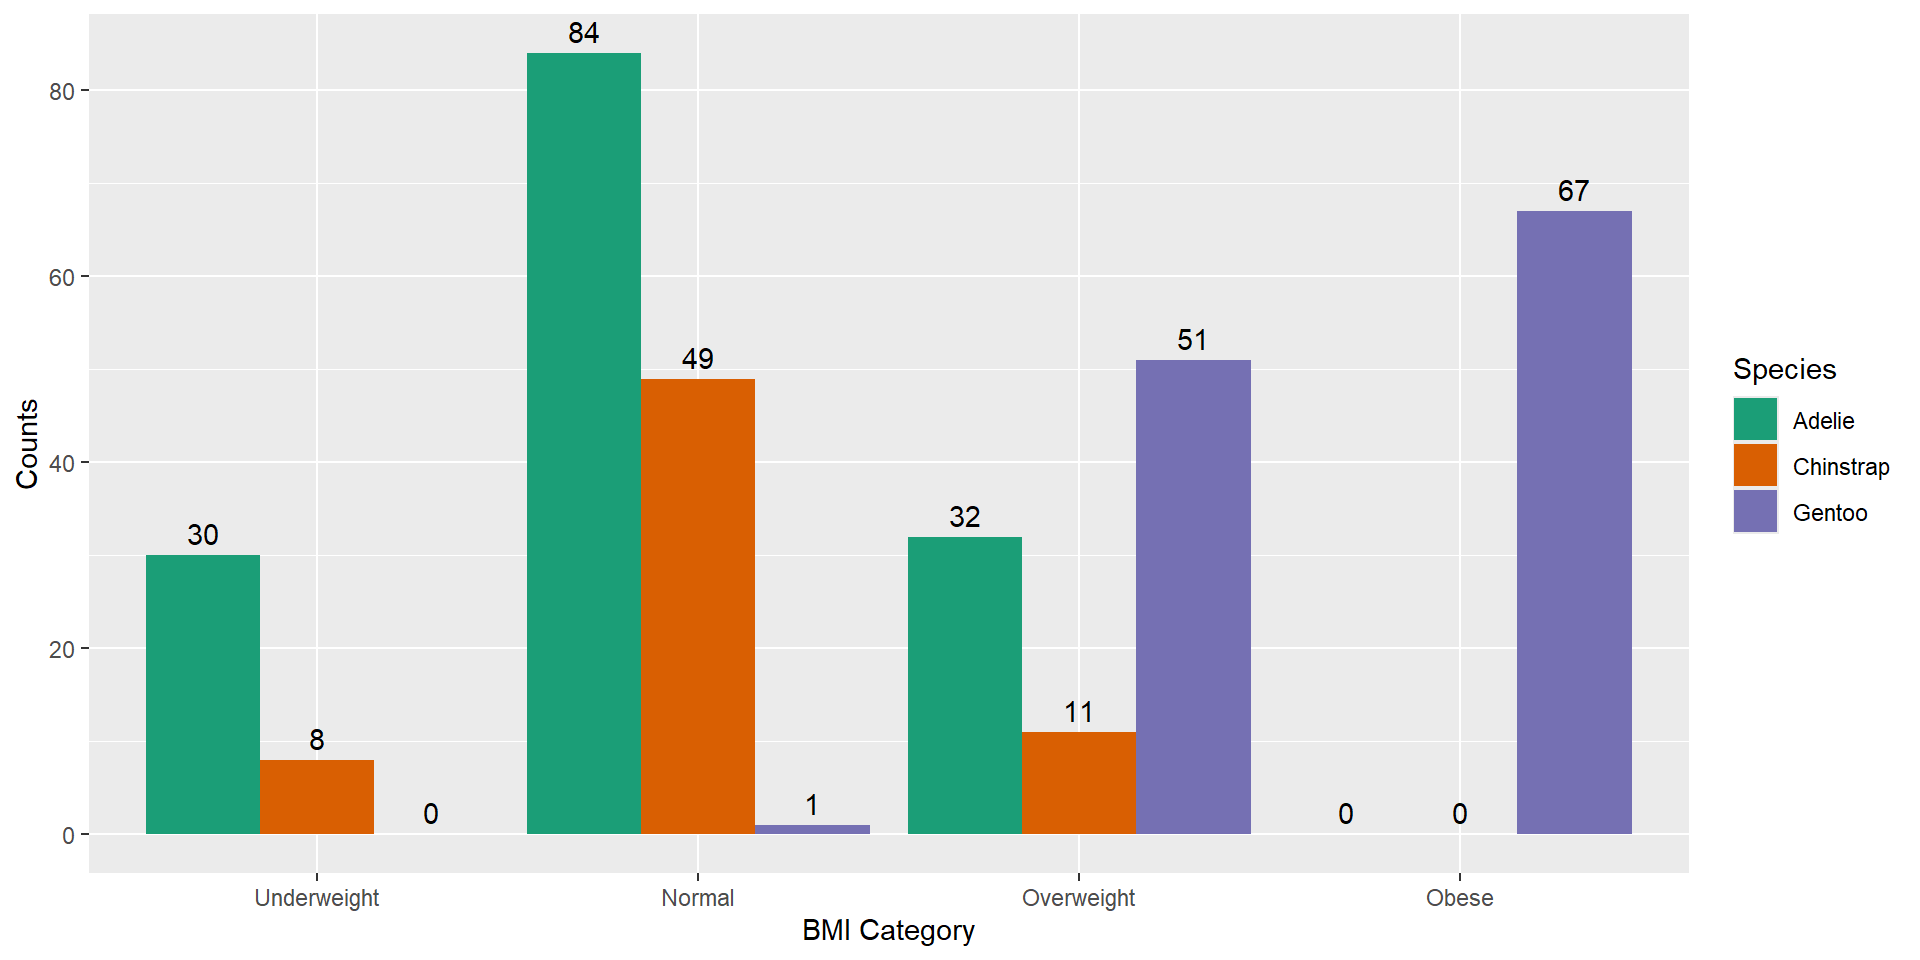 84
80
67
60
51
49
Counts
40
32
30
20
11
8
1
0
0
0
0
Underweight
Normal
Overweight
Obese
BMI Category
Species
Adelie
Chinstrap
Gentoo